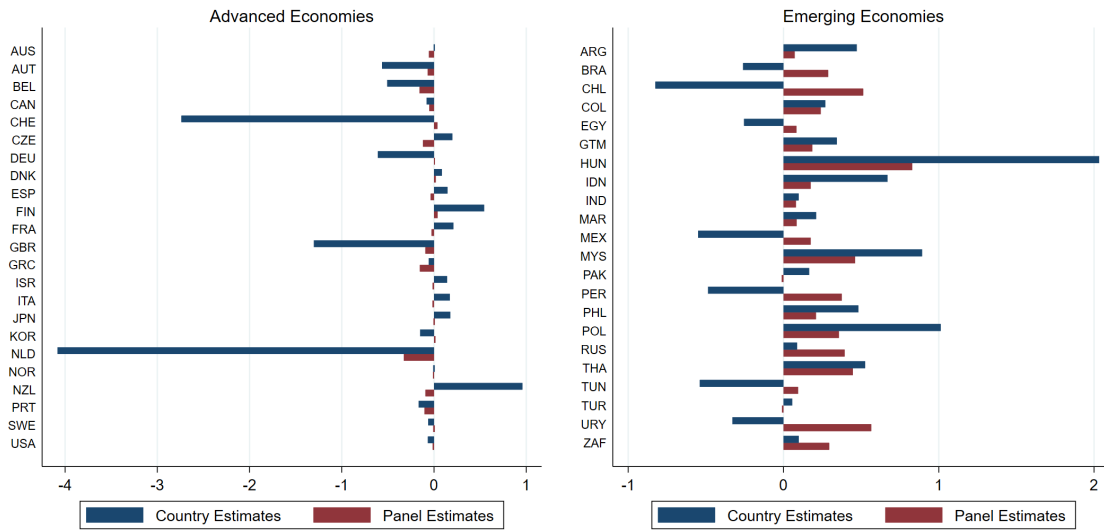 Advanced Economies
AUS
AUT
BEL
CAN
CHE
CZE
DEU
DNK
ESP
FIN
FRA
GBR
GRC
ISR
ITA
JPN
KOR
NLD
NOR
NZL
PRT
SWE
USA
-4 -3 -2 -1 0 1
Country Estimates Panel Estimates
Emerging Economies
ARG
BRA
CHL
COL
EGY
GTM
HUN
IDN
IND
MAR
MEX
MYS
PAK
PER
PHL
POL
RUS
THA
TUN
TUR
URY
ZAF
-1 0 1 2
Country Estimates Panel Estimates